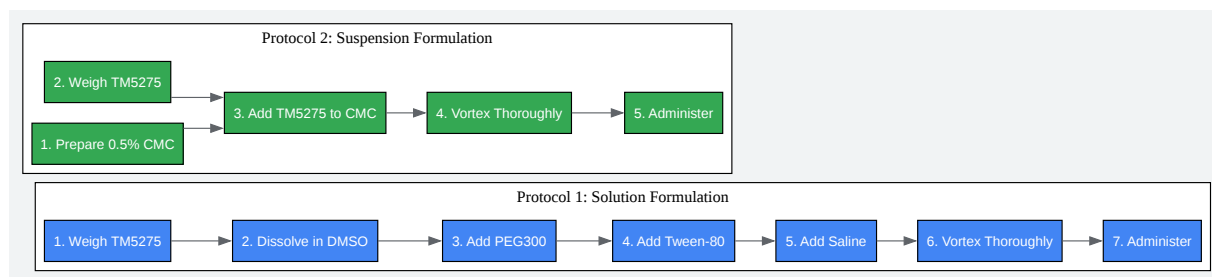 Protocol 2: Suspension Formulation
2. Weigh TM5275
1. Prepare 0.5% CMC
3. Add TM5275 to CMC
4. Vortex Thoroughly
5. Administer
Protocol 1: Solution Formulation
1. Weigh TM5275
2. Dissolve in DMSO
3. Add PEG300
4. Add Tween-80
5. Add Saline
6. Vortex Thoroughly
7. Administer